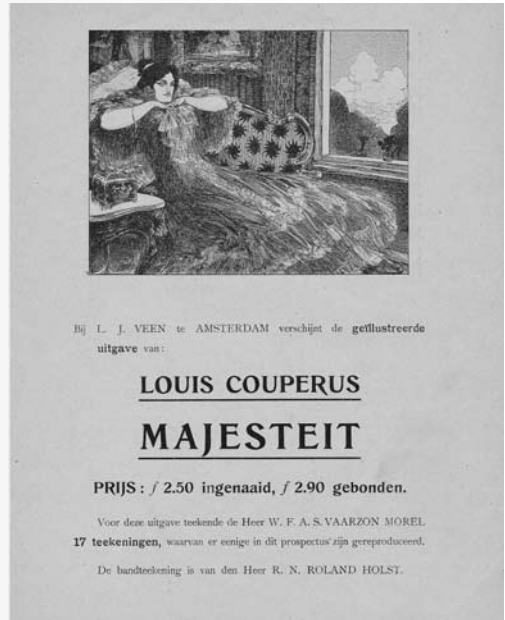 Bij L. J. VEEN te AMSTERDAM verschijnt de geïllustreerde
uitgave van:
LOUIS COUPERUS
MAJESTEIT
PRIJS: f 2.50 ingenaaid, f 2.90 gebonden.
Voor deze uitgave teekende de Heer W. F. A. S. VAARZON MOREL
17 teekeningen, waarvan er eenige in dit prospectus zijn gereproduceerd.
De bandteekening is van den Heer R. N. ROLAND HOLST.